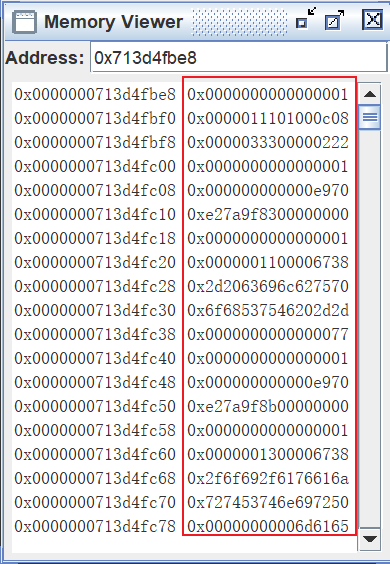 Memory Viewer
Address: 0x713d4fbe8
0x0000000713d4fbe8 0x0000000000000001
0x0000000713d4fbf0 0x0000011101000c08
0x0000000713d4fbf8 0x0000033300000222
0x0000000713d4fc00 0x0000000000000001
0x0000000713d4fc08 0x000000000000e970
0x0000000713d4fc10 0xe27a9f8300000000
0x0000000713d4fc18 0x0000000000000001
0x0000000713d4fc20 0x0000001100006738
0x0000000713d4fc28 0x2d2063696c627570
0x0000000713d4fc30 0x6f68537546202d2d
0x0000000713d4fc38 0x0000000000000077
0x0000000713d4fc40 0x0000000000000001
0x0000000713d4fc48 0x000000000000e970
0x0000000713d4fc50 0xe27a9f8b00000000
0x0000000713d4fc58 0x0000000000000001
0x0000000713d4fc60 0x0000001300006738
0x0000000713d4fc68 0x2f6f692f6176616a
0x0000000713d4fc70 0x727453746e697250
0x0000000713d4fc78 0x00000000006d6165